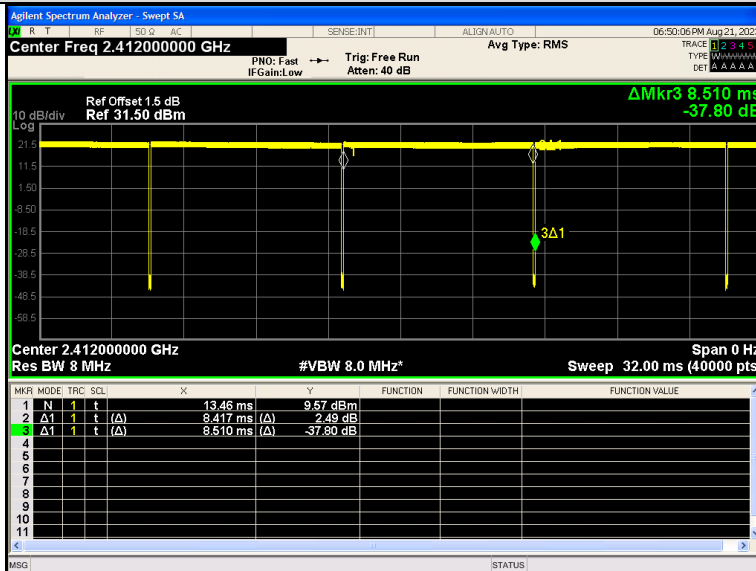 Agilent Spectrum Analyzer - Swept SA
LXI R T RF 50 Ω AC SENSE:INT ALIGN AUTO 06:50:06 PM Aug 21, 202
Center Freq 2.412000000 GHz Avg Type: RMS TRACE 1 2 3 4 5
PNO: Fast Trig: Free Run TYPE
IFGain:Low Atten: 40 dB DET A A A A A
ΔMkr3 8.510 ms
-37.80 dB
Ref Offset 1.5 dB
10 dB/div Ref 31.50 dBm
Log
21.5
11.5
1.50
-8.50
-18.5
-28.5
-38.5
-48.5
-58.5
1
3Δ1
Center 2.412000000 GHz Span 0 Hz
Res BW 8 MHz #VBW 8.0 MHz* Sweep 32.00 ms (40000 pts
MKR MODE TRC SCL X Y FUNCTION FUNCTION WIDTH FUNCTION VALUE
1 N 1 t 13.46 ms 9.57 dBm
2 Δ1 1 t (Δ) 8.417 ms (Δ) 2.49 dB
3 Δ1 1 t (Δ) 8.510 ms (Δ) -37.80 dB
4
5
6
7
8
9
10
11
MSG STATUS